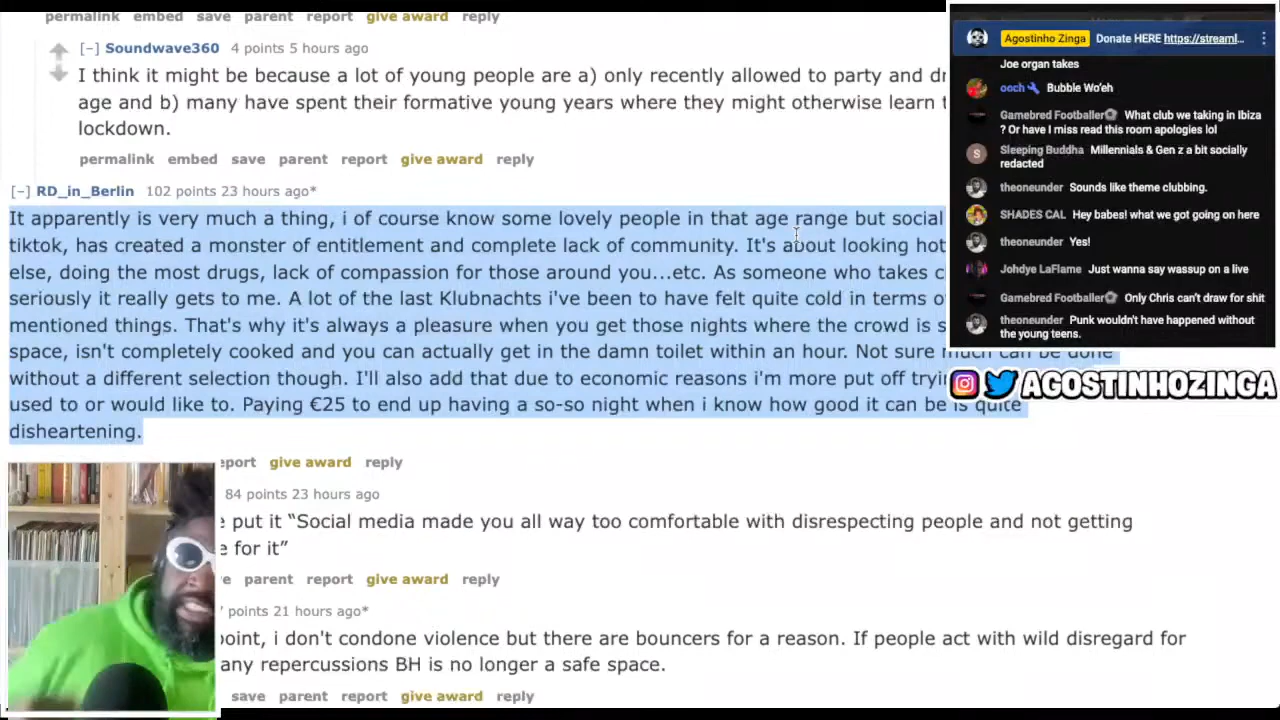 permalink embed save parent report give award reply
[-] Soundwave360 4 points 5 hours ago
I think it might be because a lot of young people are a) only recently allowed to party and
age and b) many have spent their formative young years where they might otherwise learn
lockdown.
permalink embed save parent report give award reply
[-] RD_in_Berlin 102 points 23 hours ago*
It apparently is very much a thing, i of course know some lovely people in that age range but social
tiktok, has created a monster of entitlement and complete lack of community. It's about looking hot
else, doing the most drugs, lack of compassion for those around you...etc. As someone who takes
seriously it really gets to me. A lot of the last Klubnachts i've been to have felt quite cold in terms
mentioned things. That's why it's always a pleasure when you get those nights where the crowd is
space, isn't completely cooked and you can actually get in the damn toilet within an hour. Not sure much can be done
without a different selection though. I'll also add that due to economic reasons i'm more put off
used to or would like to. Paying €25 to end up having a so-so night when i know how good it can be is quite
disheartening.
give award reply
84 points 23 hours ago
put it “Social media made you all way too comfortable with disrespecting people and not getting
for it”
parent report give award reply
points 21 hours ago*
point, i don't condone violence but there are bouncers for a reason. If people act with wild disregard for
any repercussions BH is no longer a safe space.
save parent report give award reply
Agostinho Zinga Donate HERE https://streaml...
Joe organ takes
ooch Bubble Wo'eh
Gamebred Footballer What club we taking in Ibiza
? Or have I miss read this room apologies lol
Sleeping Buddha Millennials & Gen z a bit socially
redacted
theoneunder Sounds like theme clubbing.
SHADES CAL Hey babes! what we got going on here
theoneunder Yes!
Johdye LaFlame Just wanna say wassup on a live
Gamebred Footballer Only Chris can't draw for shit
theoneunder Punk wouldn't have happened without
the young teens.
AGOSTINHOZINGA